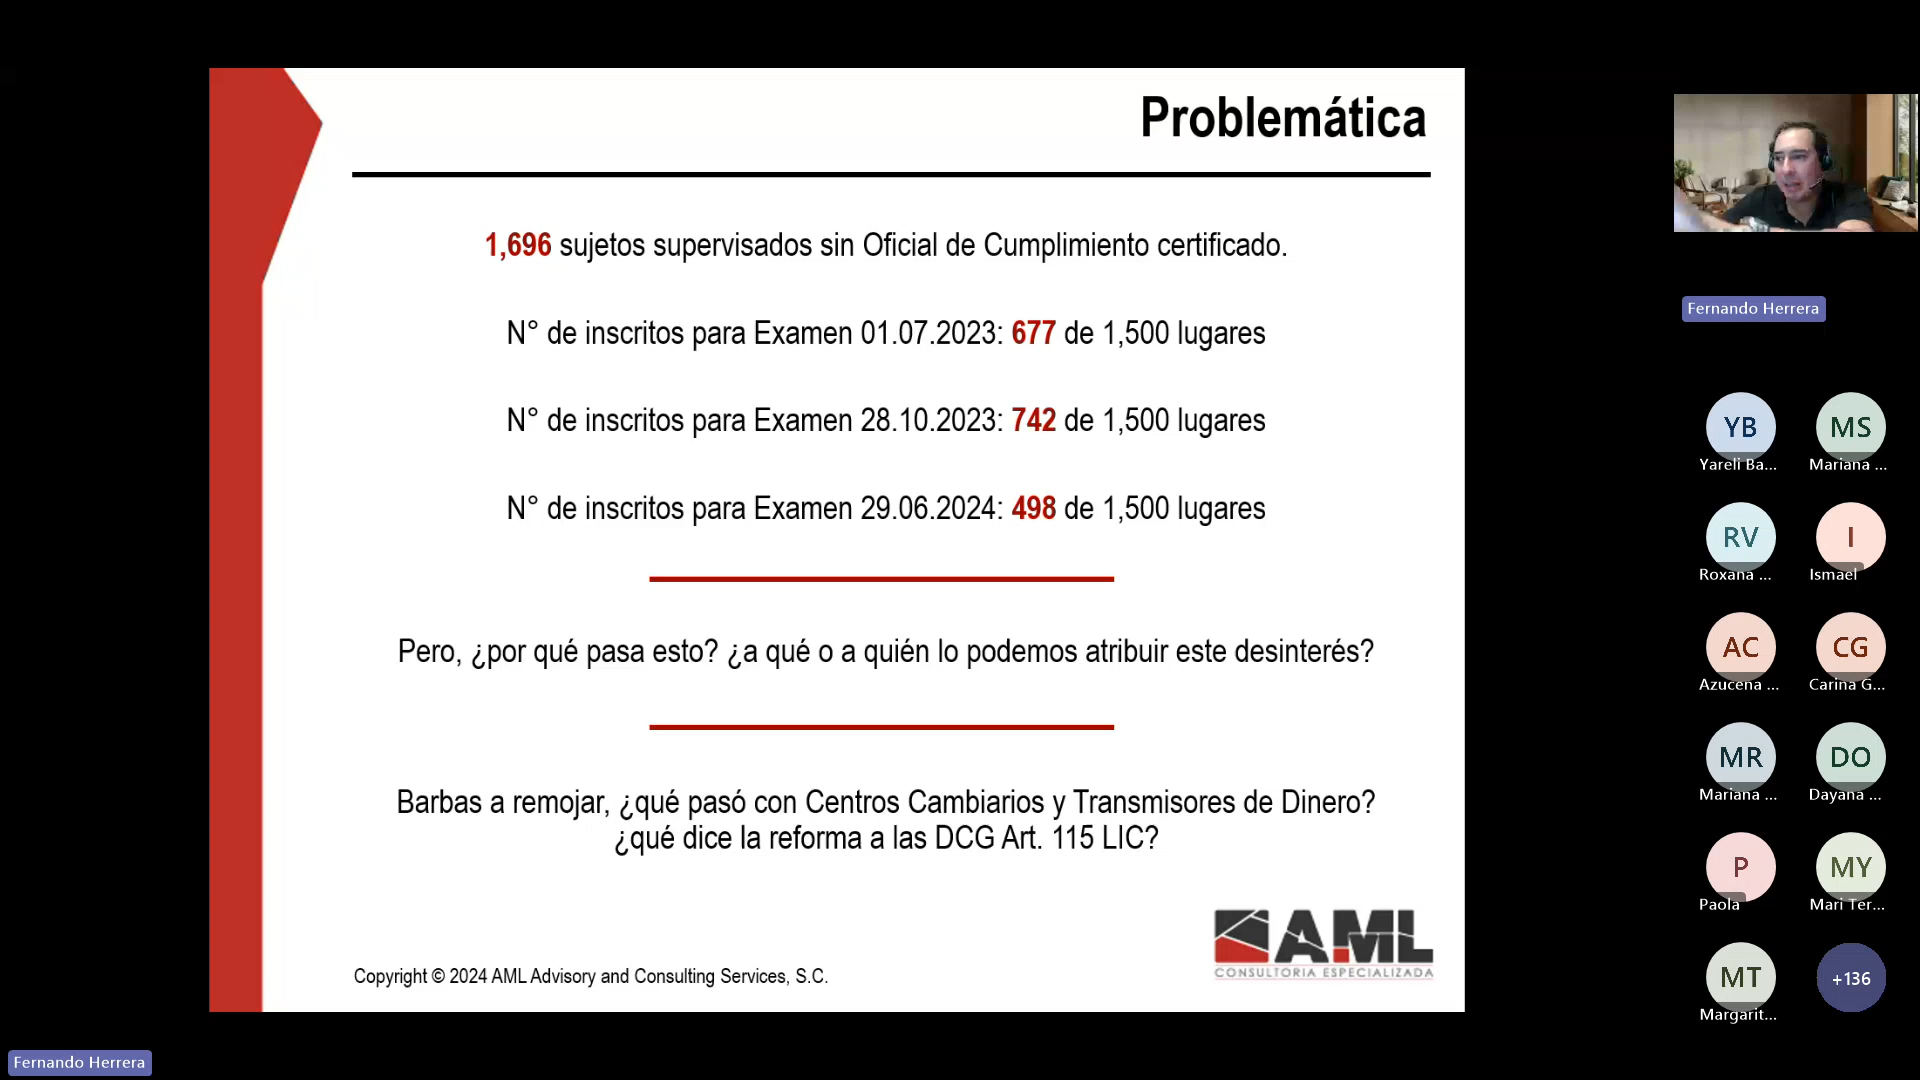 Problemática
1,696 sujetos supervisados sin Oficial de Cumplimiento certificado.
N° de inscritos para Examen 01.07.2023: 677 de 1,500 lugares
N° de inscritos para Examen 28.10.2023: 742 de 1,500 lugares
N° de inscritos para Examen 29.06.2024: 498 de 1,500 lugares
Pero, ¿por qué pasa esto? ¿a qué o a quién lo podemos atribuir este desinterés?
Barbas a remojar, ¿qué pasó con Centros Cambiarios y Transmisores de Dinero?
¿qué dice la reforma a las DCG Art. 115 LIC?
AML
CONSULTORIA ESPECIALIZADA
Copyright © 2024 AML Advisory and Consulting Services, S.C.
Fernando Herrera
YB
MS
Yareli Ba...
Mariana ...
RV
I
Roxana ...
Ismael
AC
CG
Azucena ...
Carina G...
MR
DO
Mariana ...
Dayana ...
P
MY
Paola
Mari Ter...
MT
+136
Margarit...
Fernando Herrera